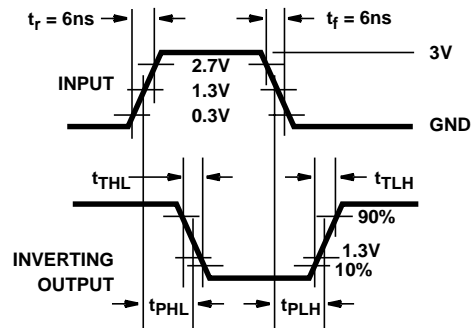 tr = 6ns
tf = 6ns
3V
2.7V
INPUT
1.3V
0.3V
GND
tTHL
tTLH
90%
INVERTING
OUTPUT
1.3V
10%
tPHL
tPLH